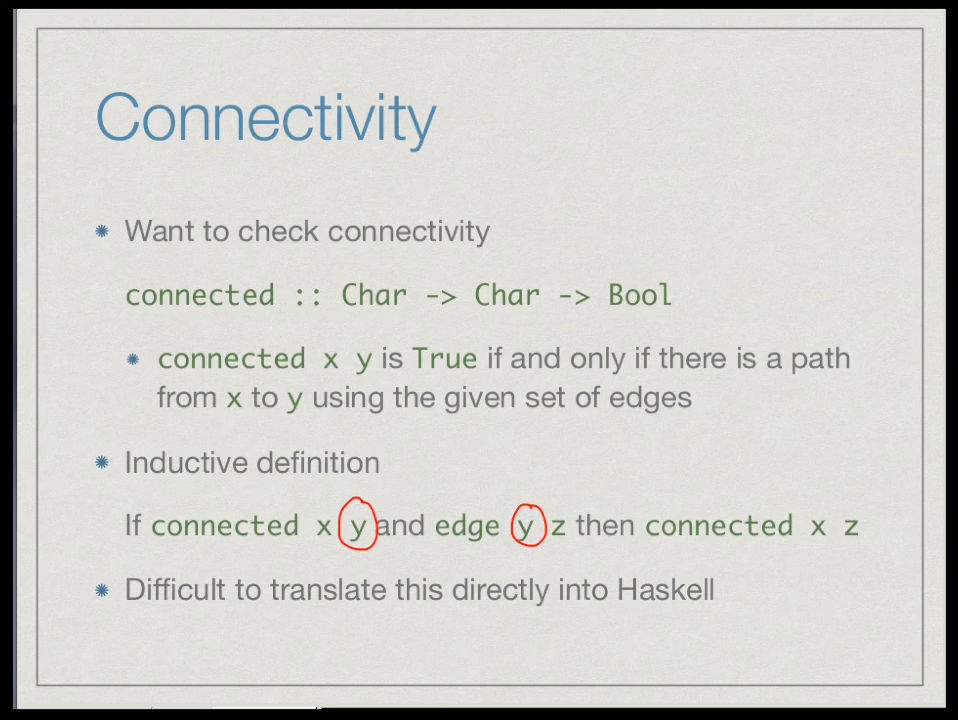 Connectivity
Want to check connectivity
connected :: Char -> Char -> Bool
connected x y is True if and only if there is a path
from x to y using the given set of edges
Inductive definition
If connected x y and edge y z then connected x z
Difficult to translate this directly into Haskell